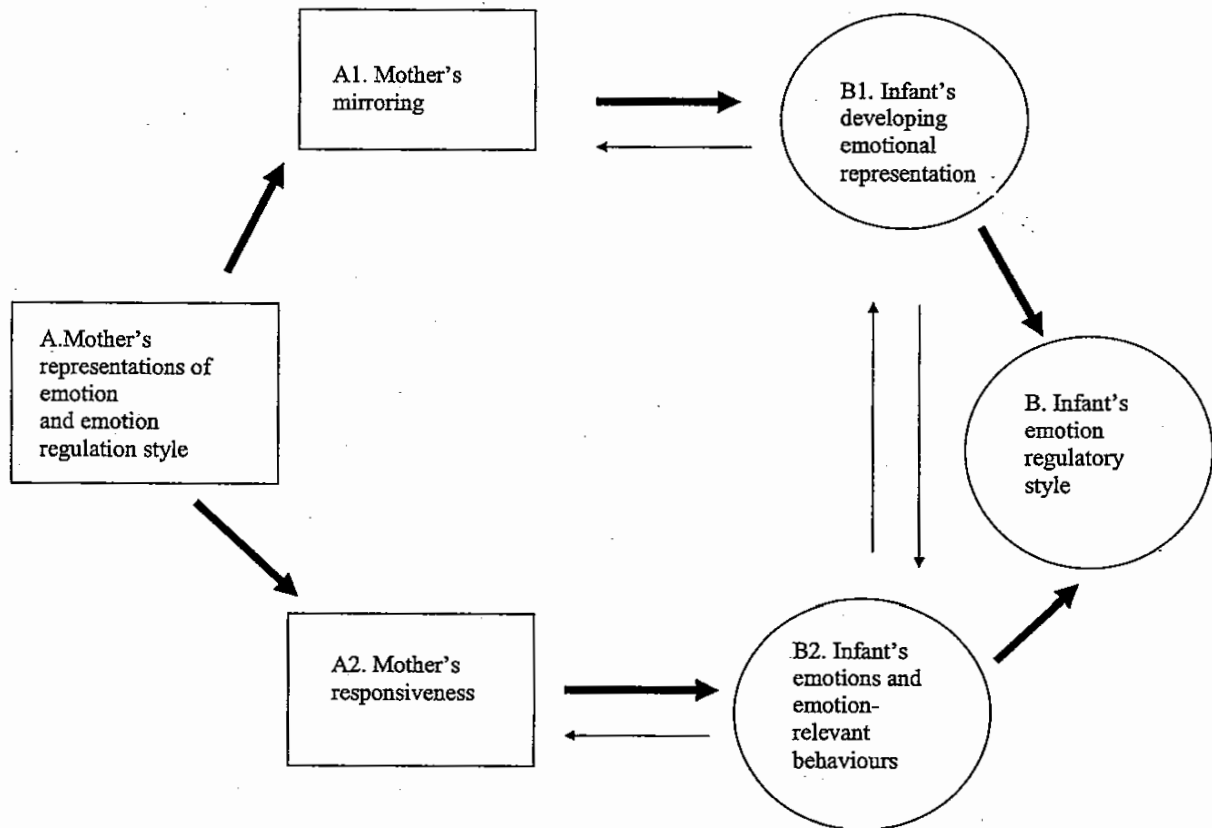 A1. Mother's
mirroring
B1. Infant's
developing
emotional
representation
A.Mother's
representations of
emotion
and emotion
regulation style
B. Infant's
emotion
regulatory
style
A2. Mother's
responsiveness
B2. Infant's
emotions and
emotion-
relevant
behaviours